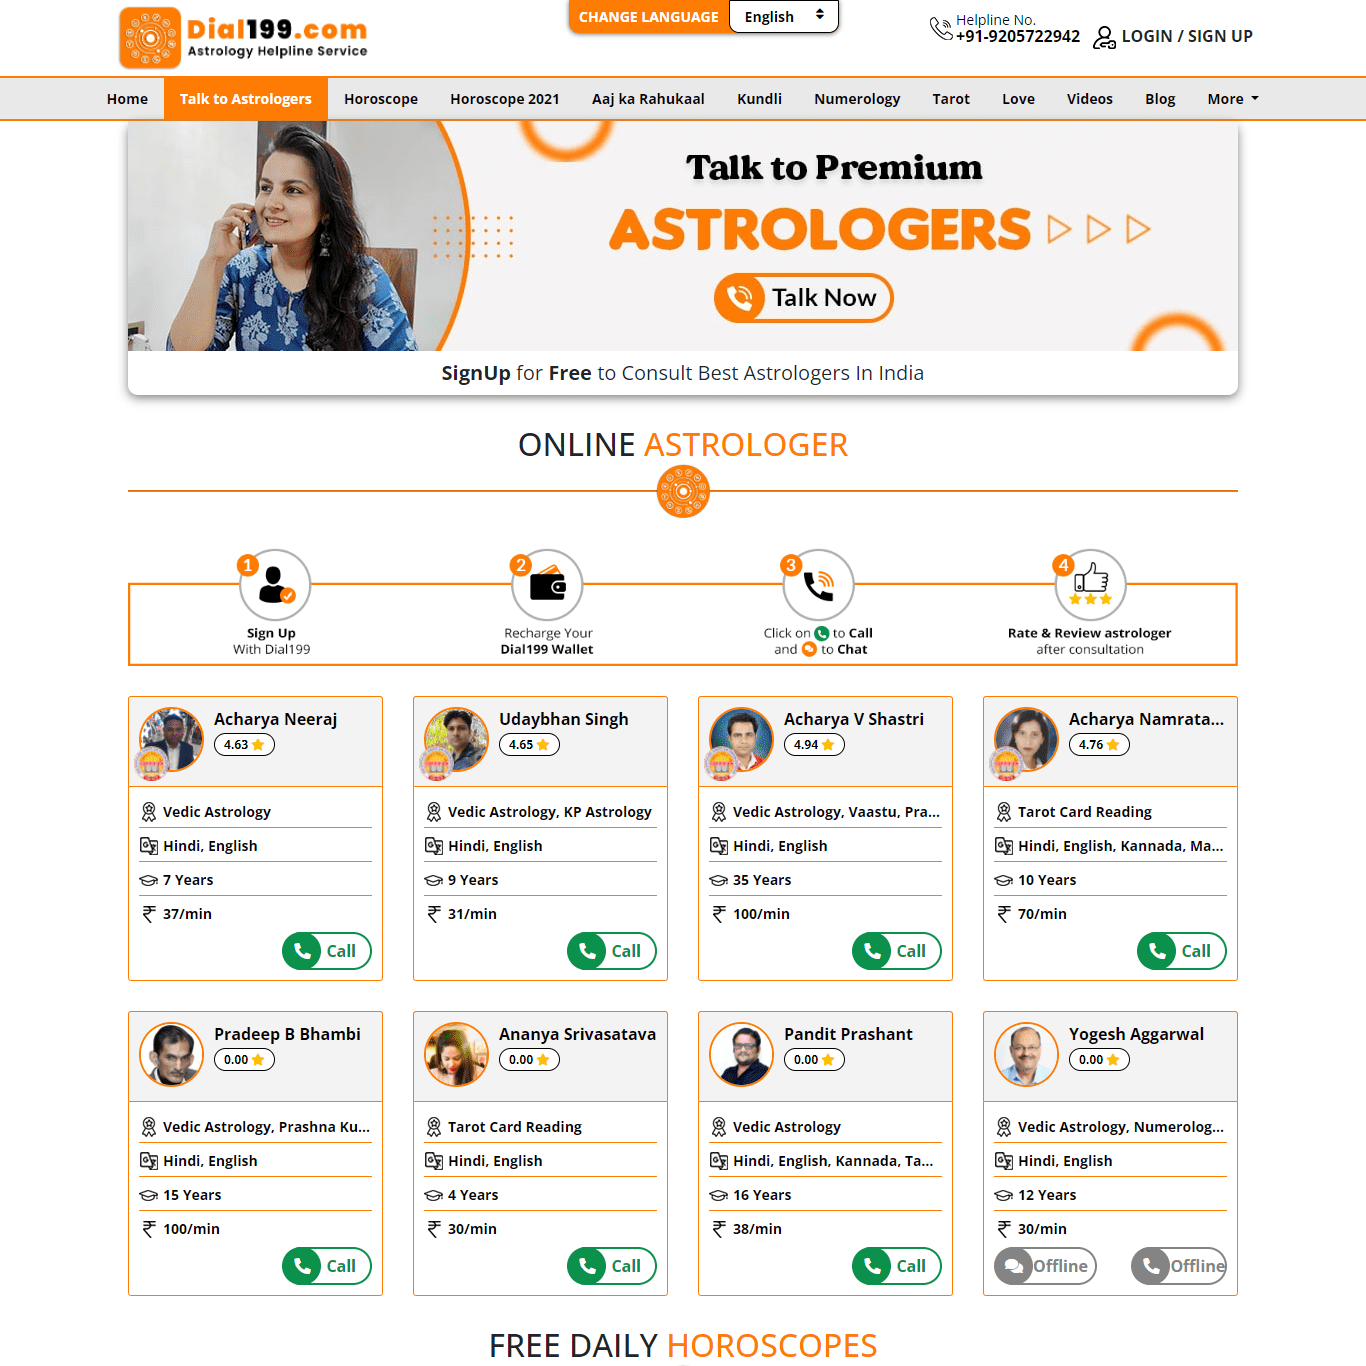 Dial199.com
Astrology Helpline Service
CHANGE LANGUAGE English
Helpline No.
+91-9205722942
LOGIN / SIGN UP
Home Talk to Astrologers Horoscope Horoscope 2021 Aaj ka Rahukaal Kundli Numerology Tarot Love Videos Blog More
Talk to Premium
ASTROLOGERS
Talk Now
SignUp for Free to Consult Best Astrologers In India
ONLINE ASTROLOGER
1
Sign Up
With Dial199
2
Recharge Your
Dial199 Wallet
3
Click on to Call
and to Chat
4
Rate & Review astrologer
after consultation
Acharya Neeraj
4.63
Vedic Astrology
Hindi, English
7 Years
₹ 37/min
Call
Udaybhan Singh
4.65
Vedic Astrology, KP Astrology
Hindi, English
9 Years
₹ 31/min
Call
Acharya V Shastri
4.94
Vedic Astrology, Vaastu, Pra...
Hindi, English
35 Years
₹ 100/min
Call
Acharya Namrata...
4.76
Tarot Card Reading
Hindi, English, Kannada, Ma...
10 Years
₹ 70/min
Call
Pradeep B Bhambi
0.00
Vedic Astrology, Prashna Ku...
Hindi, English
15 Years
₹ 100/min
Call
Ananya Srivasatava
0.00
Tarot Card Reading
Hindi, English
4 Years
₹ 30/min
Call
Pandit Prashant
0.00
Vedic Astrology
Hindi, English, Kannada, Ta...
16 Years
₹ 38/min
Call
Yogesh Aggarwal
0.00
Vedic Astrology, Numerolog...
Hindi, English
12 Years
₹ 30/min
Offline Offline
FREE DAILY HOROSCOPES